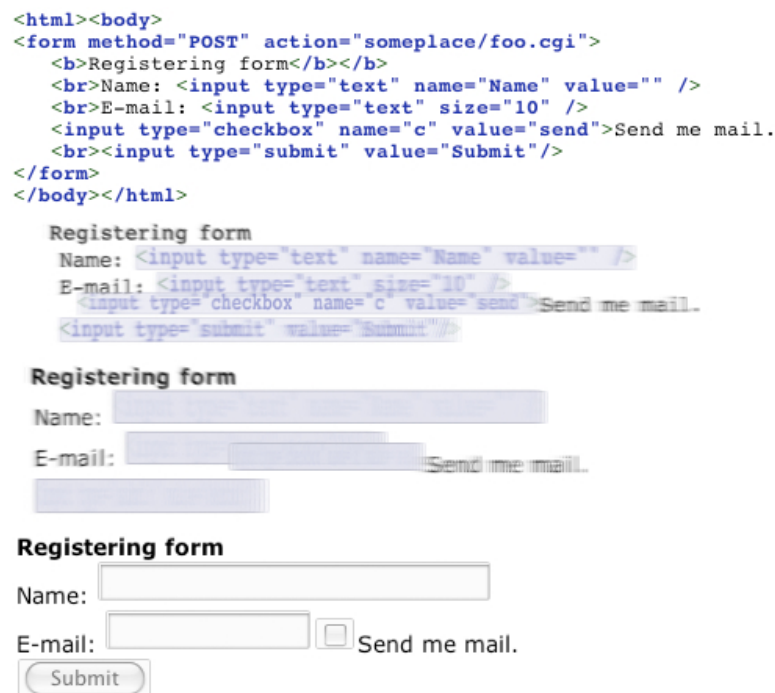 <html><body>
<form method="POST" action="someplace/foo.cgi">
<b>Registering form</b></b>
<br>Name: <input type="text" name="Name" value="" />
<br>E-mail: <input type="text" size="10" />
<input type="checkbox" name="c" value="send">Send me mail.
<br><input type="submit" value="Submit"/>
</form>
</body></html>
Registering form
Name: <input type="text" name="Name" value="" />
E-mail: <input type="text" size="10" />
<input type="checkbox" name="c" value="send">Send me mail.
<input type="submit" value="Submit"/>
Registering form
Name:
E-mail: Send me mail.
Registering form
Name:
E-mail: Send me mail.
Submit